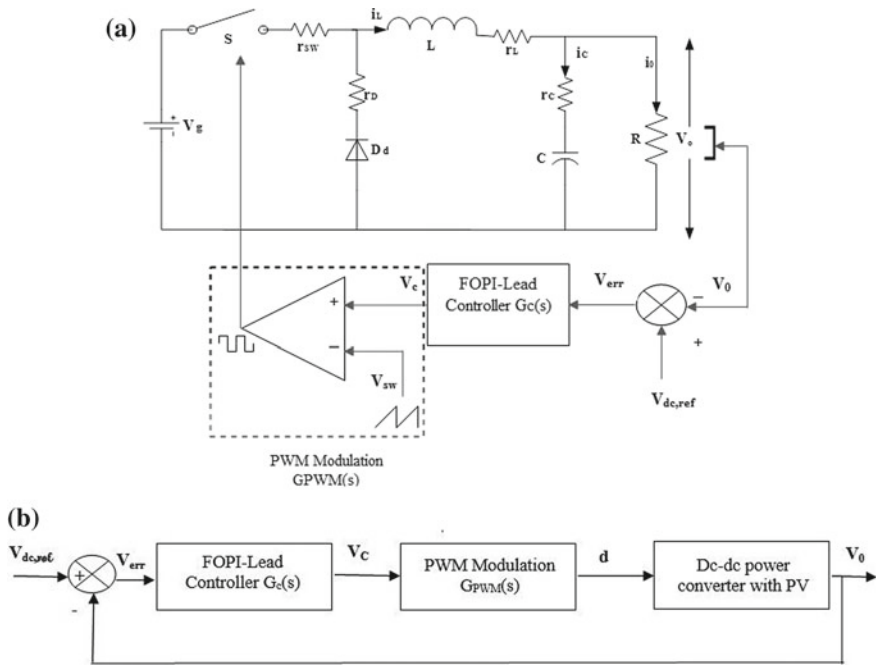 (a)
S
rSW
iL
L
rL
iC
i0
rD
rC
+
-
Vg
Dd
C
R
Vo
Vc
FOPI-Lead
Controller Gc(s)
Verr
−
V0
+
+
−
Vsw
Vdc,ref
PWM Modulation
GPWM(s)
(b)
Vdc,ref
+
-
Verr
FOPI-Lead
Controller Gc(s)
VC
PWM Modulation
GPWM(s)
d
Dc-dc power
converter with PV
V0